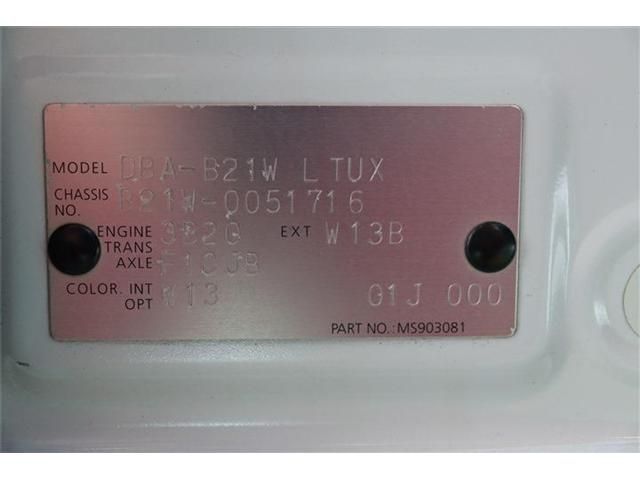 MODEL DBA-B21W LTUX
CHASSIS NO. B21W-0051716
ENGINE 3B20 EXT W13B
TRANS AXLE F1CJB
COLOR. INT OPT W13 G1J 000
PART NO.:MS903081